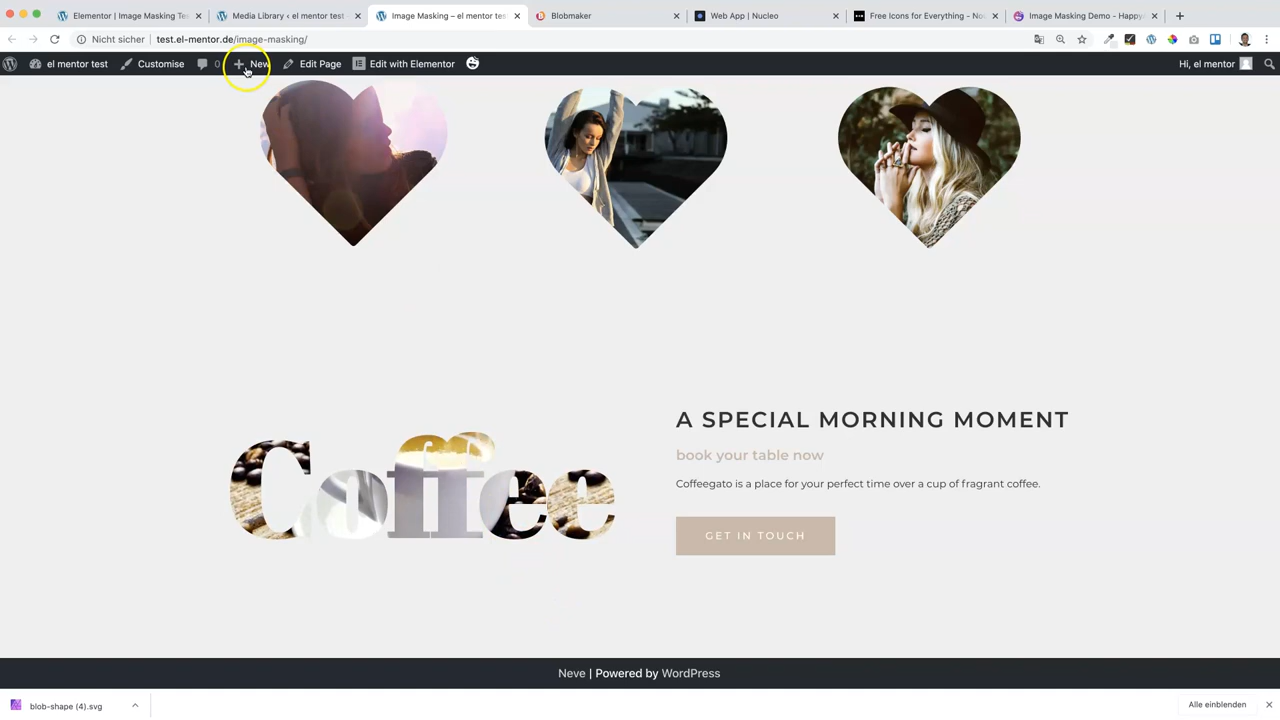 Elementor | Image Masking Tes
Media Library ‹ el mentor test –
Image Masking – el mentor tes
Blobmaker
Web App | Nucleo
Free Icons for Everything - No
Image Masking Demo - Happy
Nicht sicher | test.el-mentor.de/image-masking/
el mentor test
Customise
0
New
Edit Page
Edit with Elementor
Hi, el mentor
Coffee
A SPECIAL MORNING MOMENT
book your table now
Coffeegato is a place for your perfect time over a cup of fragrant coffee.
GET IN TOUCH
Neve | Powered by WordPress
blob-shape (4).svg
Alle einblenden